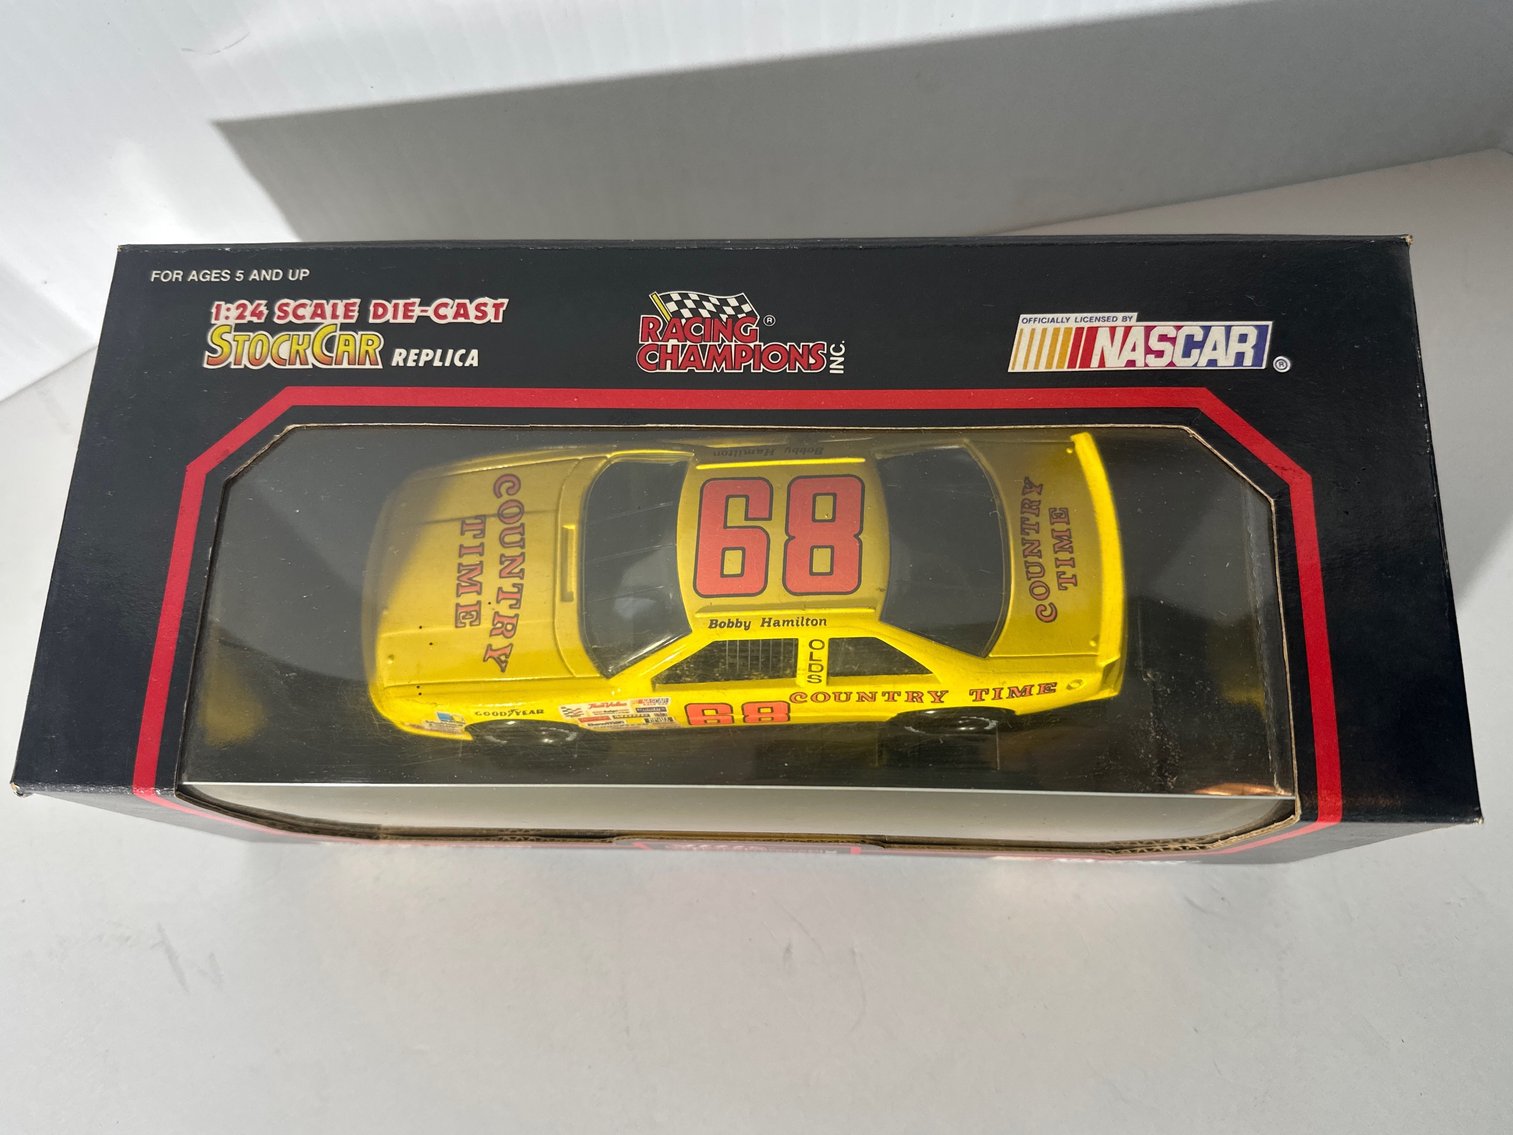 FOR AGES 5 AND UP
1:24 SCALE DIE-CAST
STOCKCAR REPLICA
RACING ®
CHAMPIONS INC.
OFFICIALLY LICENSED BY
NASCAR ®
Bobby Hamilton
COUNTRY
TIME
68
COUNTRY
TIME
Bobby Hamilton
OLDS
COUNTRY TIME
GOODYEAR
68